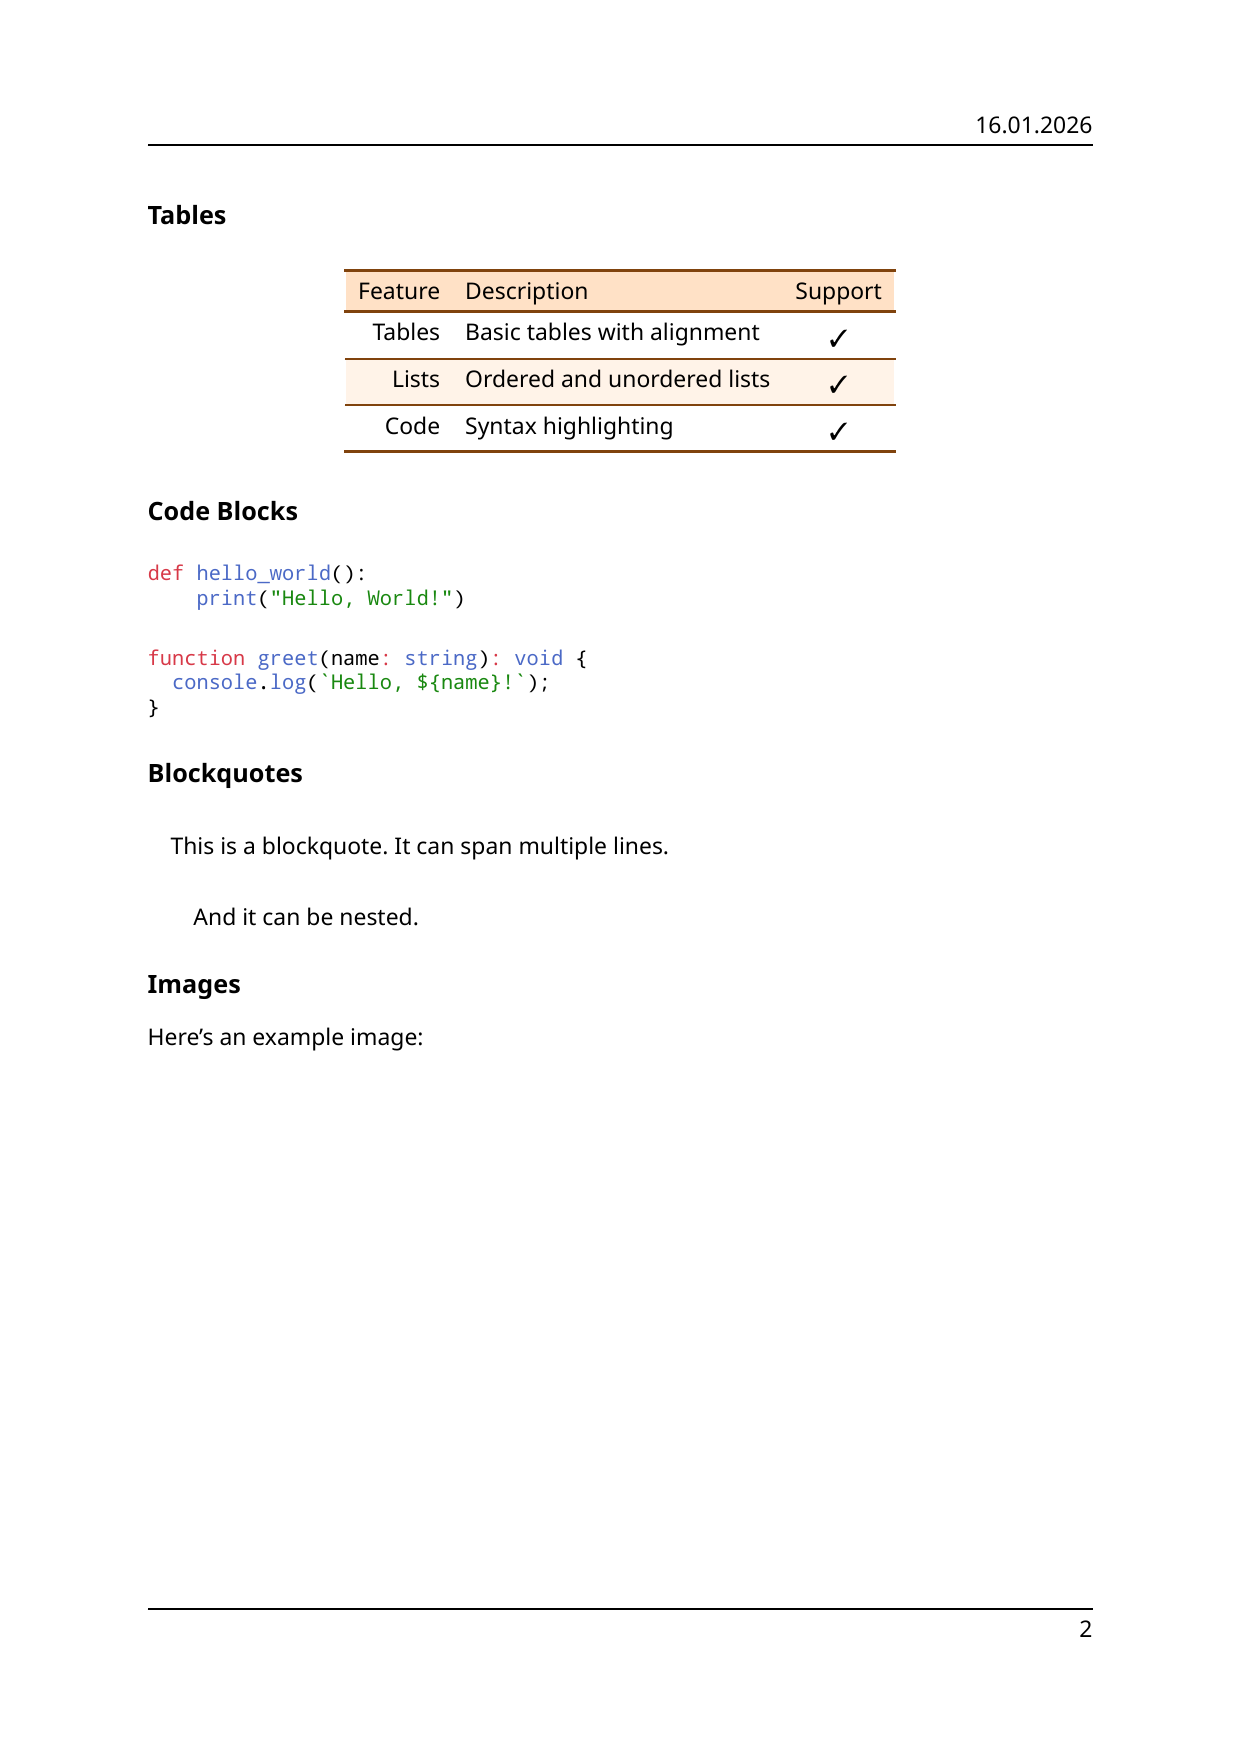 16.01.2026
Tables
Feature Description Support
Tables Basic tables with alignment ✓
Lists Ordered and unordered lists ✓
Code Syntax highlighting ✓
Code Blocks
def hello_world():
    print("Hello, World!")
function greet(name: string): void {
  console.log(`Hello, ${name}!`);
}
Blockquotes
This is a blockquote. It can span multiple lines.
And it can be nested.
Images
Here’s an example image:
2